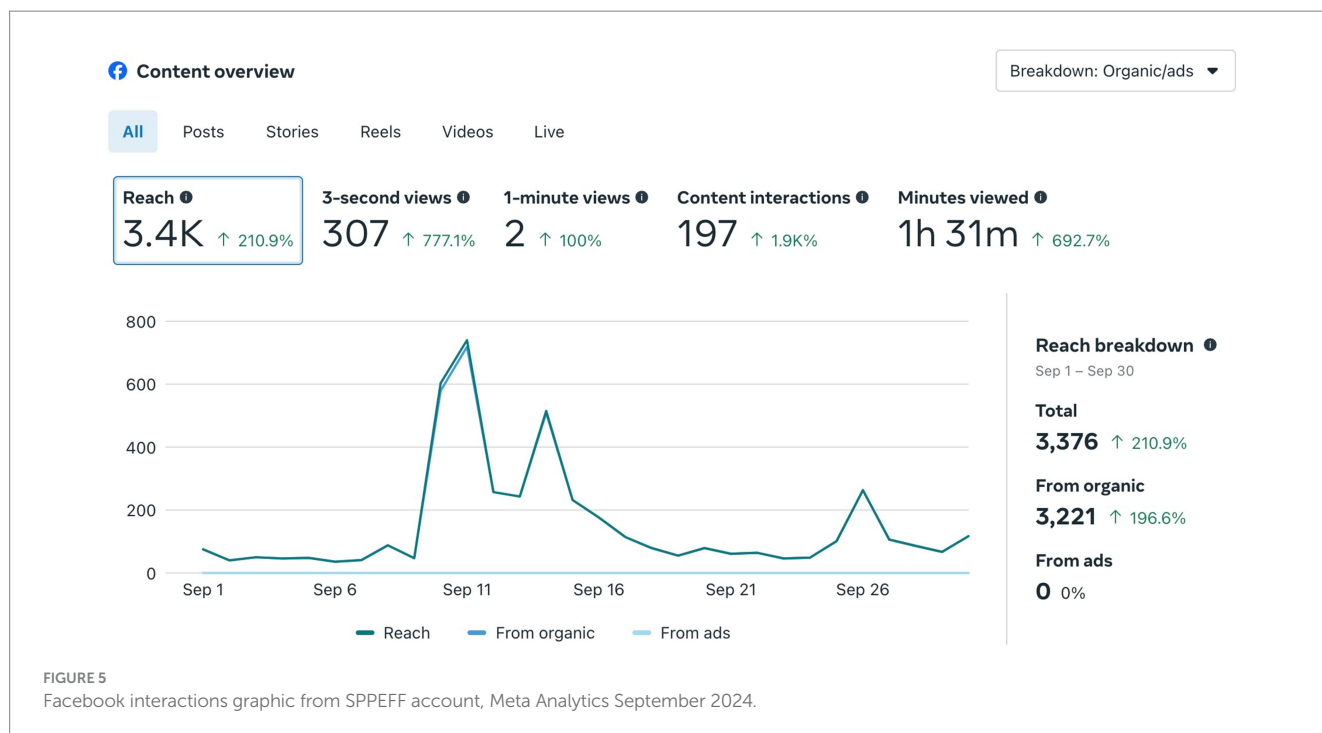 Content overview
Breakdown: Organic/ads
All Posts Stories Reels Videos Live
Reach 3-second views 1-minute views Content interactions Minutes viewed
3.4K ↑ 210.9% 307 ↑ 777.1% 2 ↑ 100% 197 ↑ 1.9K% 1h 31m ↑ 692.7%
800
600
400
200
0
Sep 1 Sep 6 Sep 11 Sep 16 Sep 21 Sep 26
Reach From organic From ads
Reach breakdown
Sep 1 – Sep 30
Total
3,376 ↑ 210.9%
From organic
3,221 ↑ 196.6%
From ads
0 0%
FIGURE 5
Facebook interactions graphic from SPPEFF account, Meta Analytics September 2024.